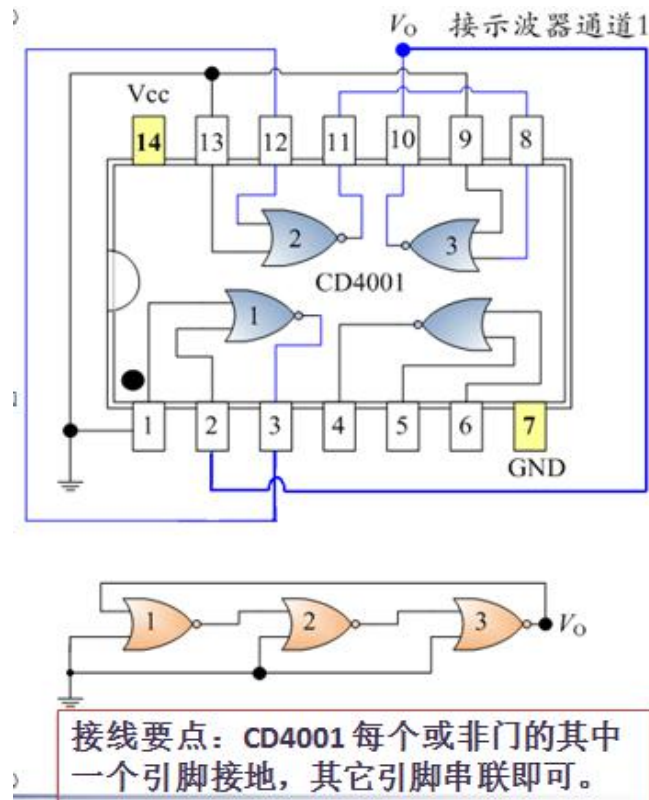 Vo 接示波器通道1
Vcc
14 13 12 11 10 9 8
2 3
CD4001
1
1 2 3 4 5 6 7
GND
1 2 3 Vo
接线要点：CD4001 每个或非门的其中
一个引脚接地，其它引脚串联即可。